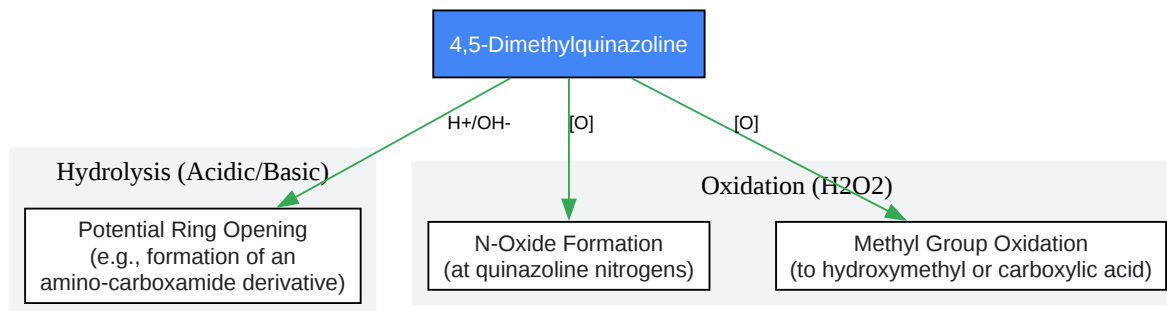 4,5-Dimethylquinazoline
H+/OH-
[O]
[O]
Hydrolysis (Acidic/Basic)
Oxidation (H2O2)
Potential Ring Opening
(e.g., formation of an
amino-carboxamide derivative)
N-Oxide Formation
(at quinazoline nitrogens)
Methyl Group Oxidation
(to hydroxymethyl or carboxylic acid)